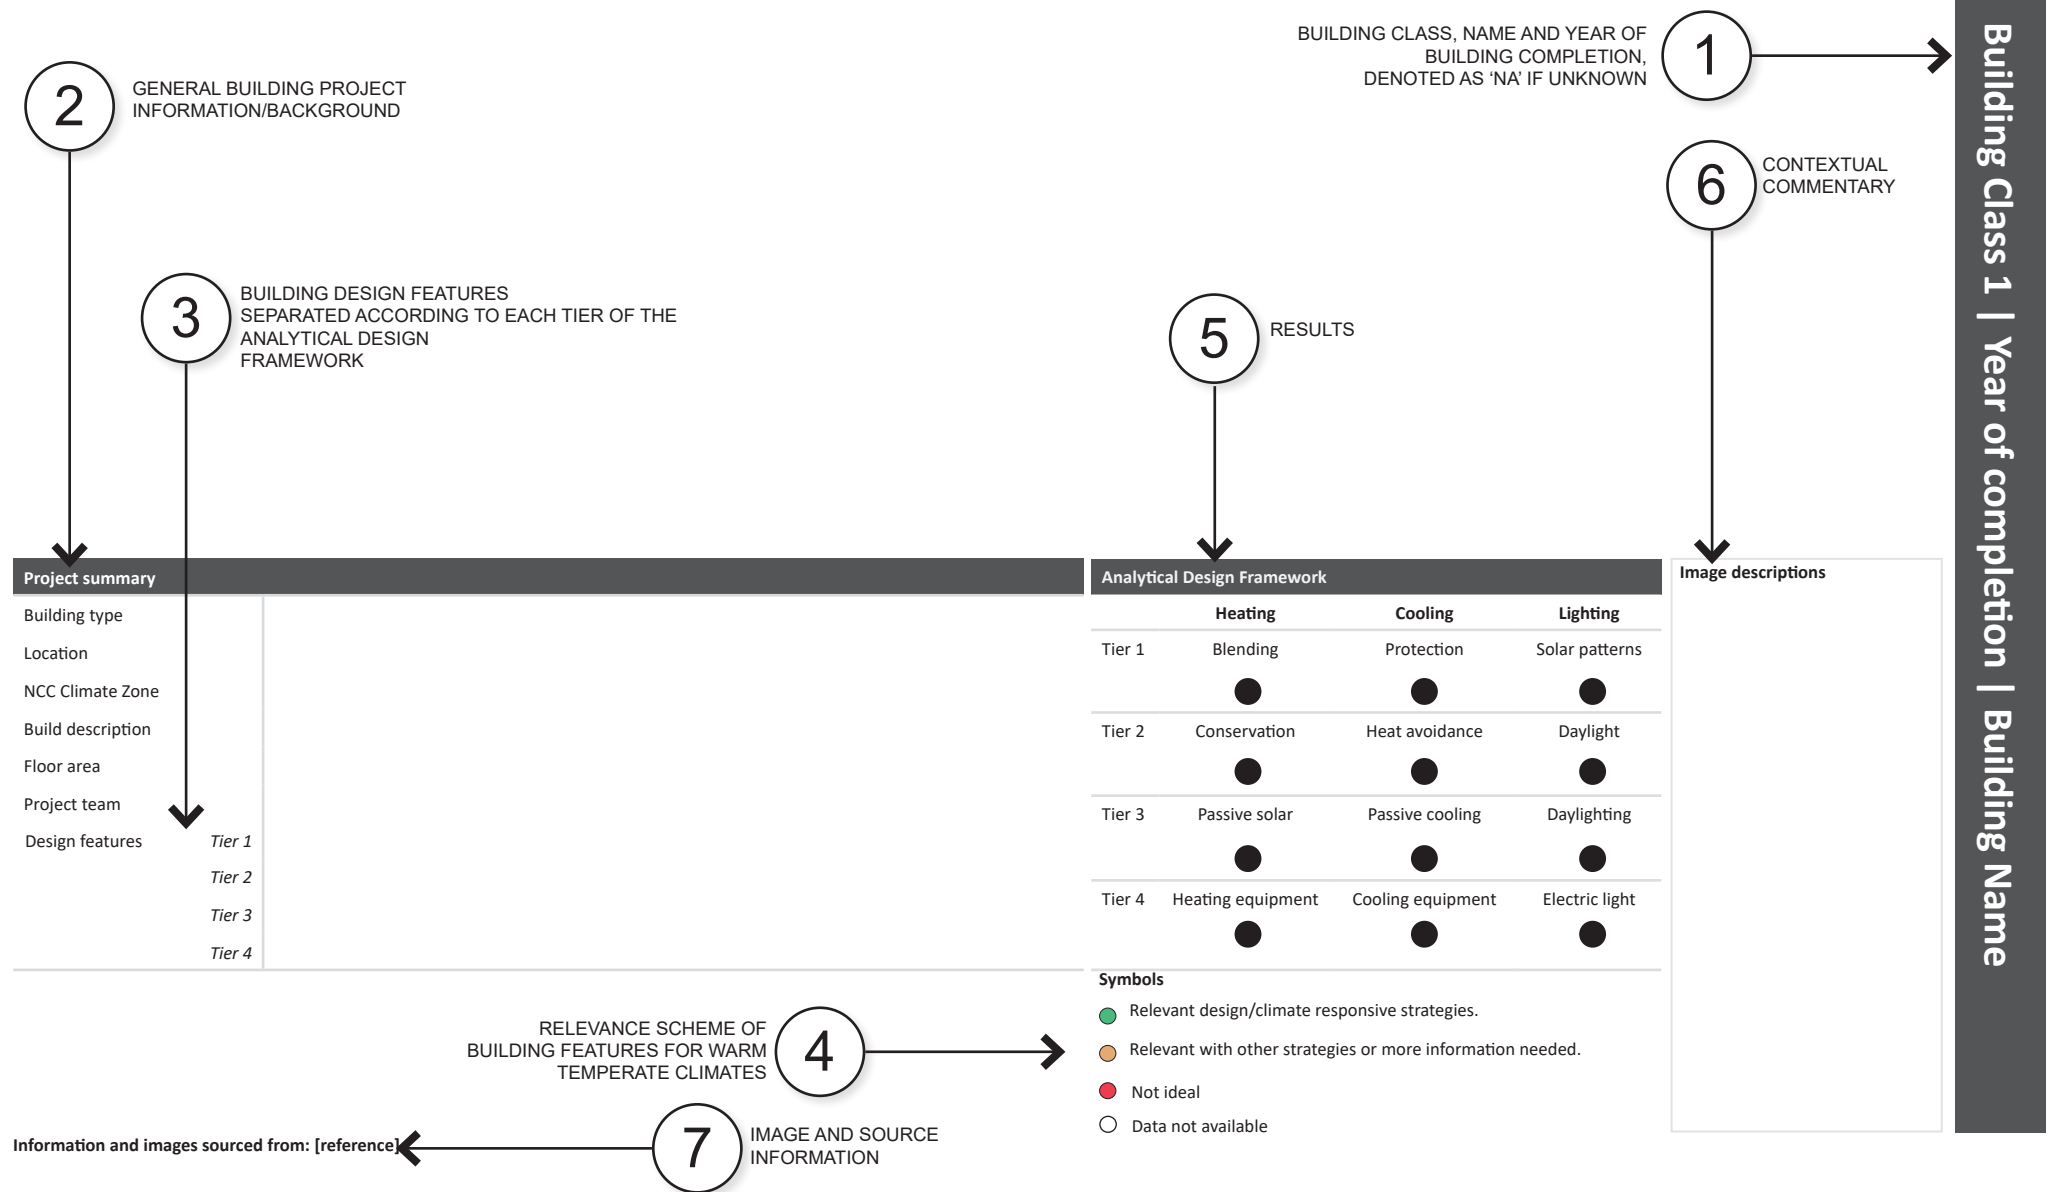 BUILDING CLASS, NAME AND YEAR OF
BUILDING COMPLETION,
DENOTED AS ‘NA’ IF UNKNOWN
1
Building Class 1 | Year of completion | Building Name
2
GENERAL BUILDING PROJECT
INFORMATION/BACKGROUND
6
CONTEXTUAL
COMMENTARY
3
BUILDING DESIGN FEATURES
SEPARATED ACCORDING TO EACH TIER OF THE
ANALYTICAL DESIGN
FRAMEWORK
5
RESULTS
Project summary
Building type
Location
NCC Climate Zone
Build description
Floor area
Project team
Design features Tier 1
Tier 2
Tier 3
Tier 4
Analytical Design Framework
Heating Cooling Lighting
Tier 1 Blending Protection Solar patterns
Tier 2 Conservation Heat avoidance Daylight
Tier 3 Passive solar Passive cooling Daylighting
Tier 4 Heating equipment Cooling equipment Electric light
Image descriptions
Symbols
Relevant design/climate responsive strategies.
Relevant with other strategies or more information needed.
Not ideal
Data not available
RELEVANCE SCHEME OF
BUILDING FEATURES FOR WARM
TEMPERATE CLIMATES
4
Information and images sourced from: [reference]
7
IMAGE AND SOURCE
INFORMATION